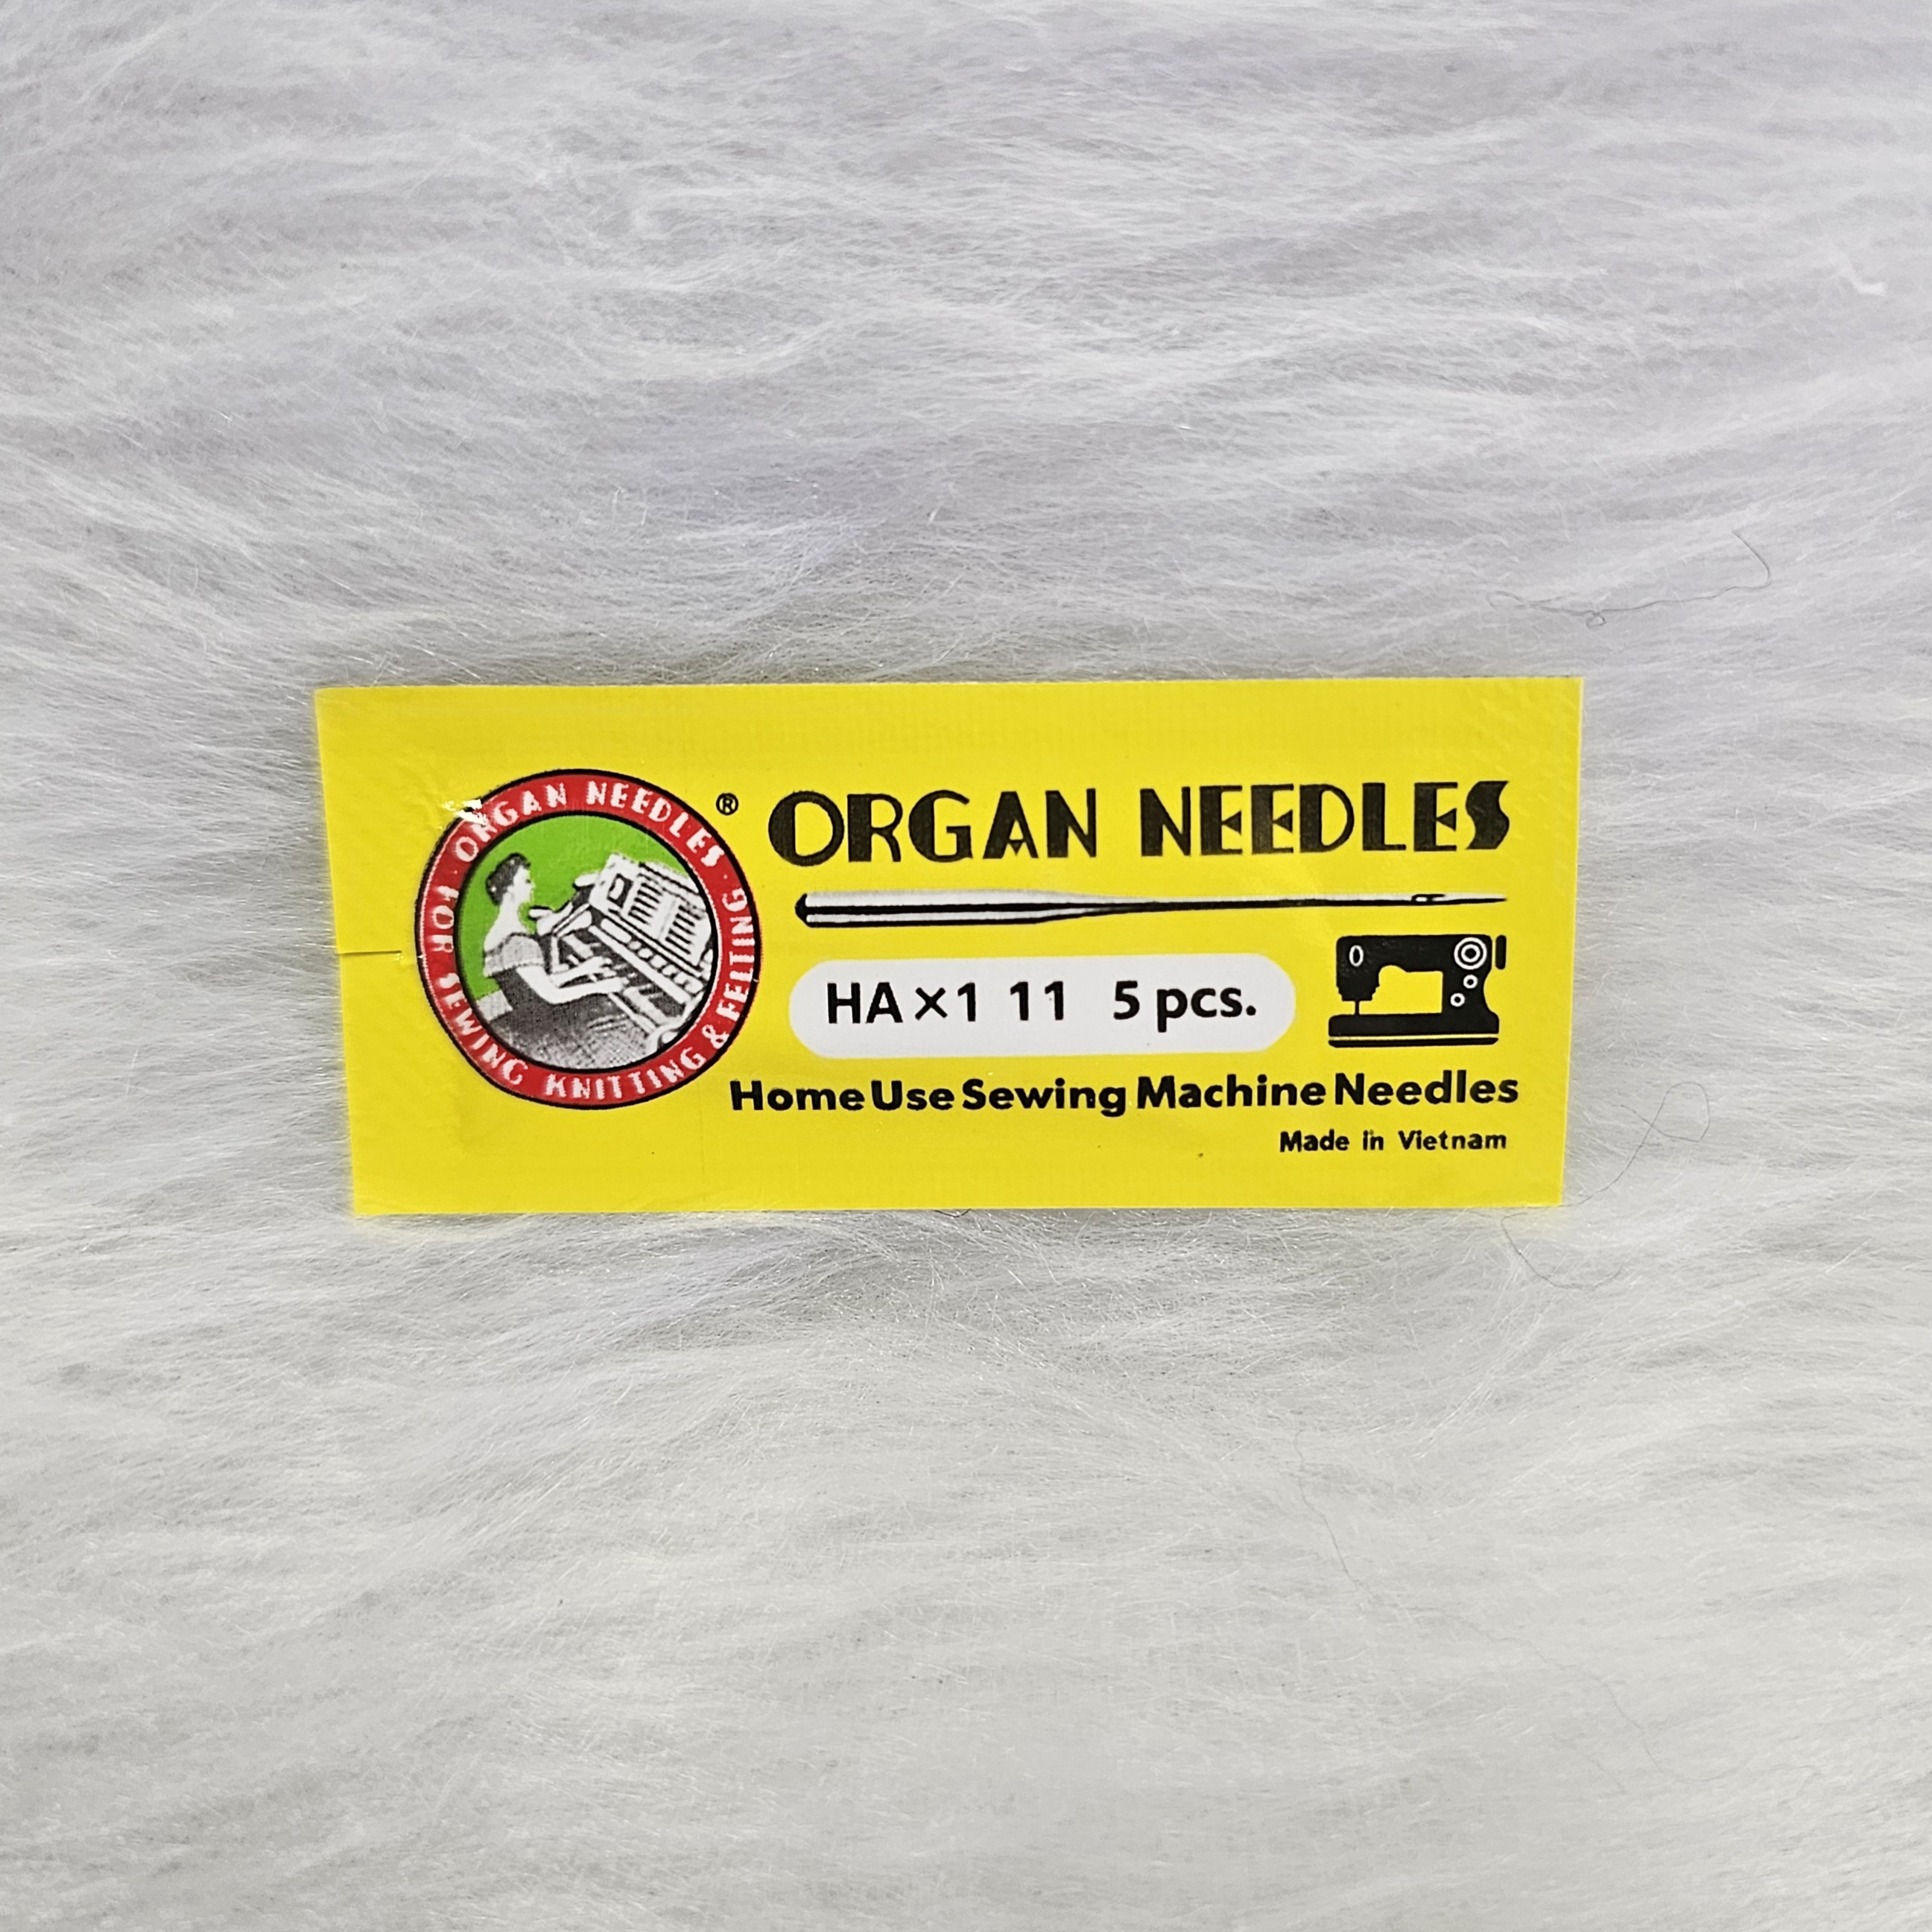 ORGAN NEEDLES · FOR SEWING KNITTING & FELTING ·
® ORGAN NEEDLES
HA×1 11 5 pcs.
Home Use Sewing Machine Needles
Made in Vietnam